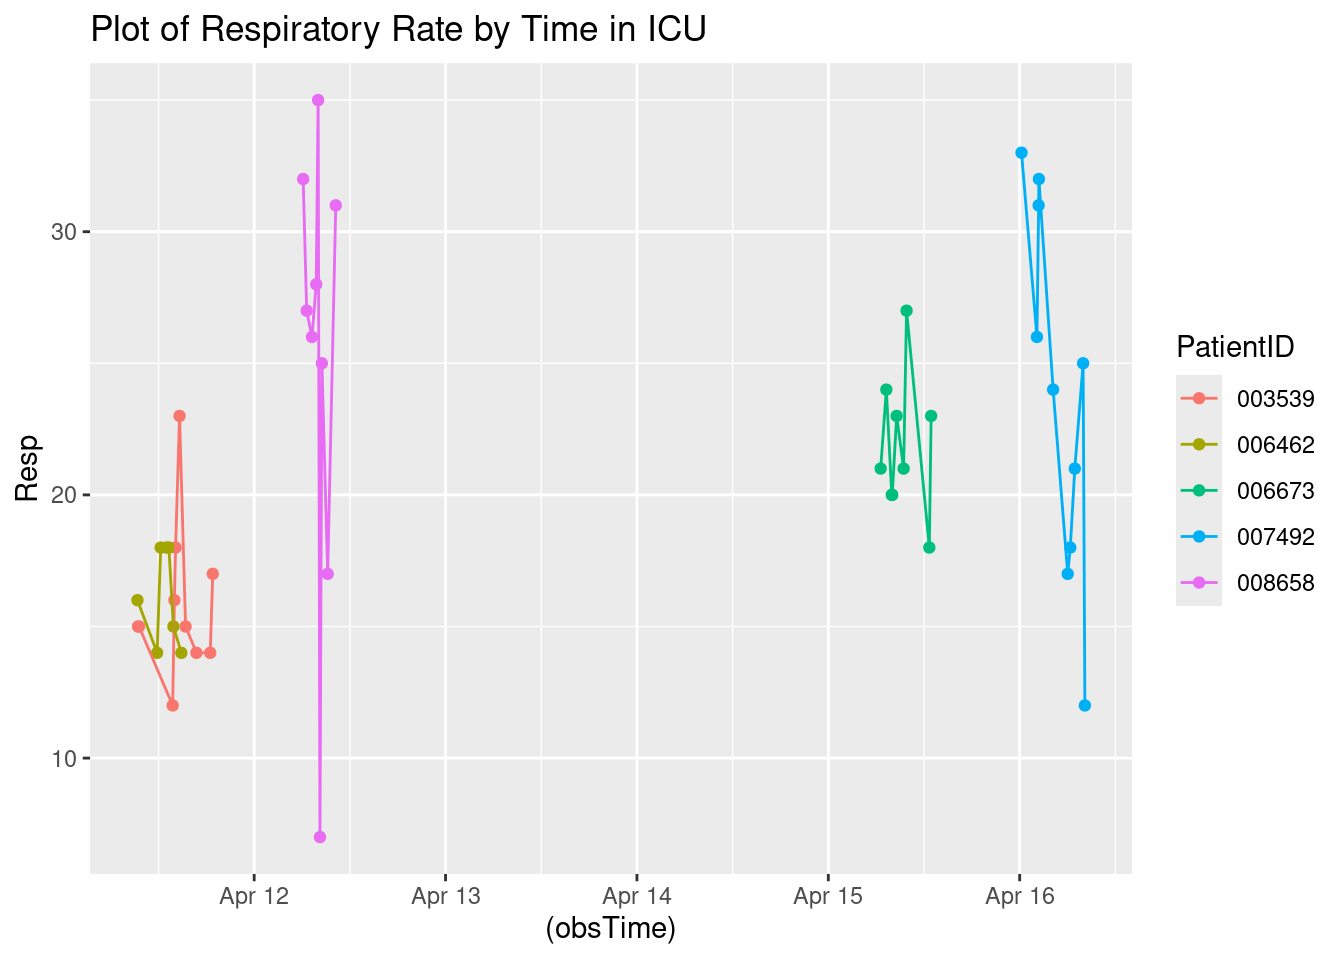 Plot of Respiratory Rate by Time in ICU
Resp
30
20
10
Apr 12
Apr 13
Apr 14
Apr 15
Apr 16
(obsTime)
PatientID
003539
006462
006673
007492
008658